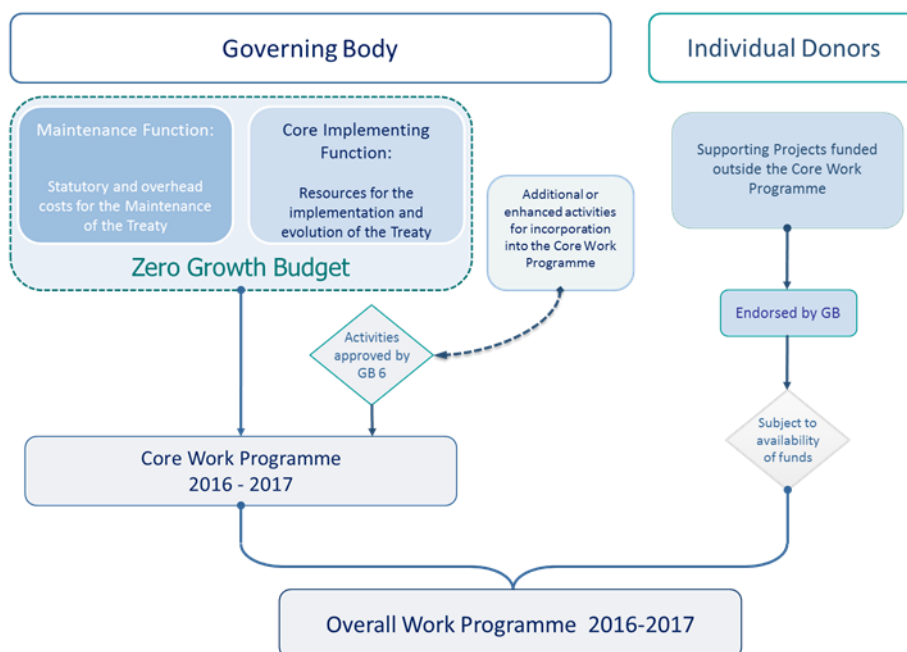 Governing Body
Individual Donors
Maintenance Function:
Statutory and overhead
costs for the Maintenance
of the Treaty
Core Implementing
Function:
Resources for the
implementation and
evolution of the Treaty
Zero Growth Budget
Additional or
enhanced activities
for incorporation
into the Core Work
Programme
Supporting Projects funded
outside the Core Work
Programme
Endorsed by GB
Activities
approved by
GB 6
Subject to
availability
of funds
Core Work Programme
2016 - 2017
Overall Work Programme 2016-2017